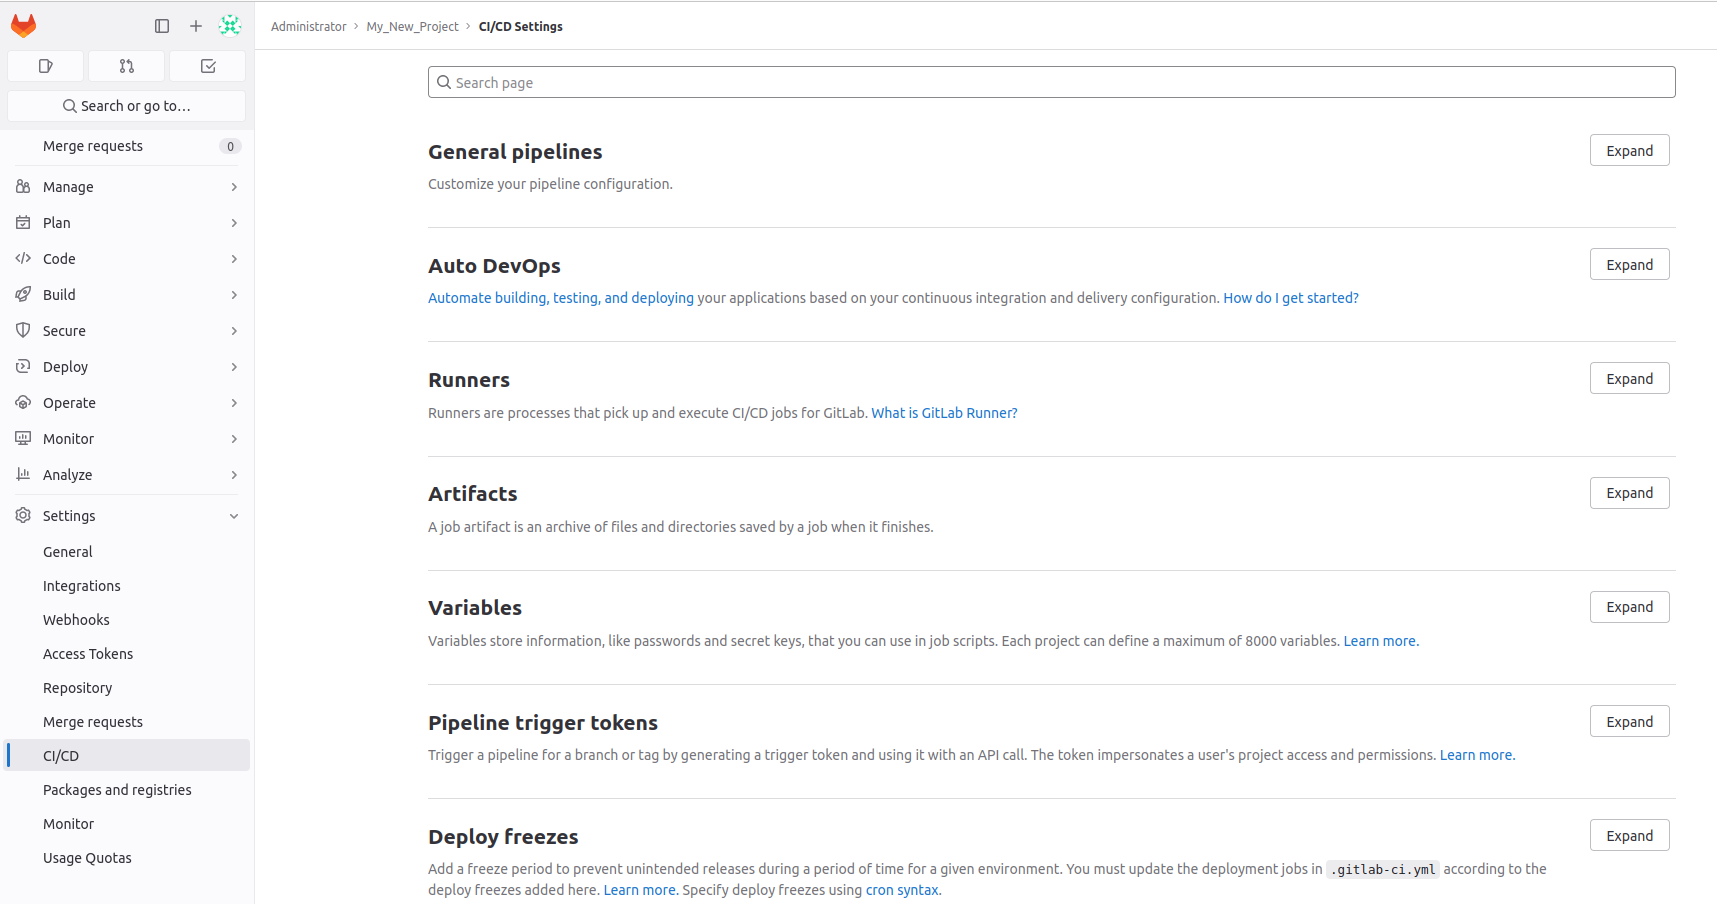 Administrator > My_New_Project > CI/CD Settings
Search or go to...
Merge requests 0
Manage
Plan
Code
Build
Secure
Deploy
Operate
Monitor
Analyze
Settings
General
Integrations
Webhooks
Access Tokens
Repository
Merge requests
CI/CD
Packages and registries
Monitor
Usage Quotas
Search page
General pipelines
Expand
Customize your pipeline configuration.
Auto DevOps
Expand
Automate building, testing, and deploying your applications based on your continuous integration and delivery configuration. How do I get started?
Runners
Expand
Runners are processes that pick up and execute CI/CD jobs for GitLab. What is GitLab Runner?
Artifacts
Expand
A job artifact is an archive of files and directories saved by a job when it finishes.
Variables
Expand
Variables store information, like passwords and secret keys, that you can use in job scripts. Each project can define a maximum of 8000 variables. Learn more.
Pipeline trigger tokens
Expand
Trigger a pipeline for a branch or tag by generating a trigger token and using it with an API call. The token impersonates a user's project access and permissions. Learn more.
Deploy freezes
Expand
Add a freeze period to prevent unintended releases during a period of time for a given environment. You must update the deployment jobs in .gitlab-ci.yml according to the
deploy freezes added here. Learn more. Specify deploy freezes using cron syntax.